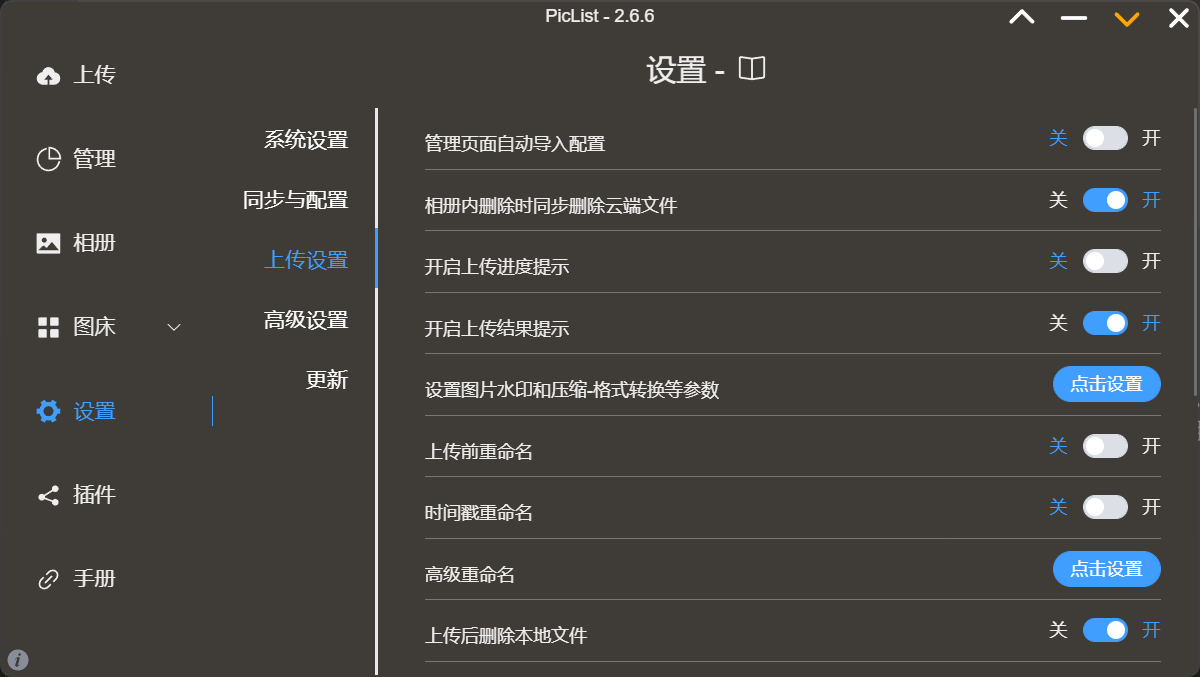 PicList - 2.6.6
设置 -
上传
管理
相册
图床
设置
插件
手册
系统设置
同步与配置
上传设置
高级设置
更新
管理页面自动导入配置 关 开
相册内删除时同步删除云端文件 关 开
开启上传进度提示 关 开
开启上传结果提示 关 开
设置图片水印和压缩-格式转换等参数 点击设置
上传前重命名 关 开
时间戳重命名 关 开
高级重命名 点击设置
上传后删除本地文件 关 开